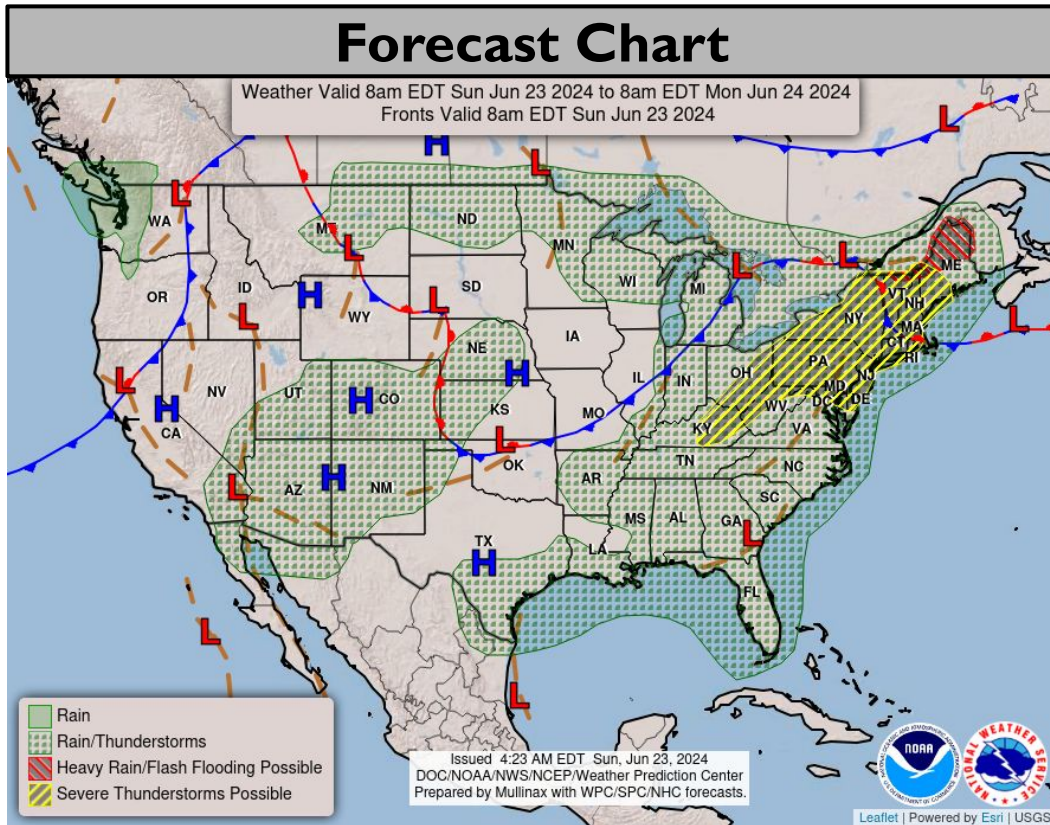 Forecast Chart
Weather Valid 8am EDT Sun Jun 23 2024 to 8am EDT Mon Jun 24 2024
Fronts Valid 8am EDT Sun Jun 23 2024
H
L
L
L
WA
ND
MT
L
MN
L
L
ME
OR
ID
H
WY
L
SD
WI
MI
VT
NH
L
L
NY
MA
CT
RI
IA
NE
PA
NJ
OH
IL
IN
L
H
CA
NV
UT
H
CO
H
KS
MO
MD
DE
DC
WV
VA
KY
L
OK
TN
NC
L
AZ
H
NM
AR
SC
MS
AL
GA
L
TX
H
LA
FL
L
L
Rain
Rain/Thunderstorms
Heavy Rain/Flash Flooding Possible
Severe Thunderstorms Possible
Issued 4:23 AM EDT Sun, Jun 23, 2024
DOC/NOAA/NWS/NCEP/Weather Prediction Center
Prepared by Mullinax with WPC/SPC/NHC forecasts.
NOAA
NATIONAL WEATHER SERVICE
Leaflet | Powered by Esri | USGS